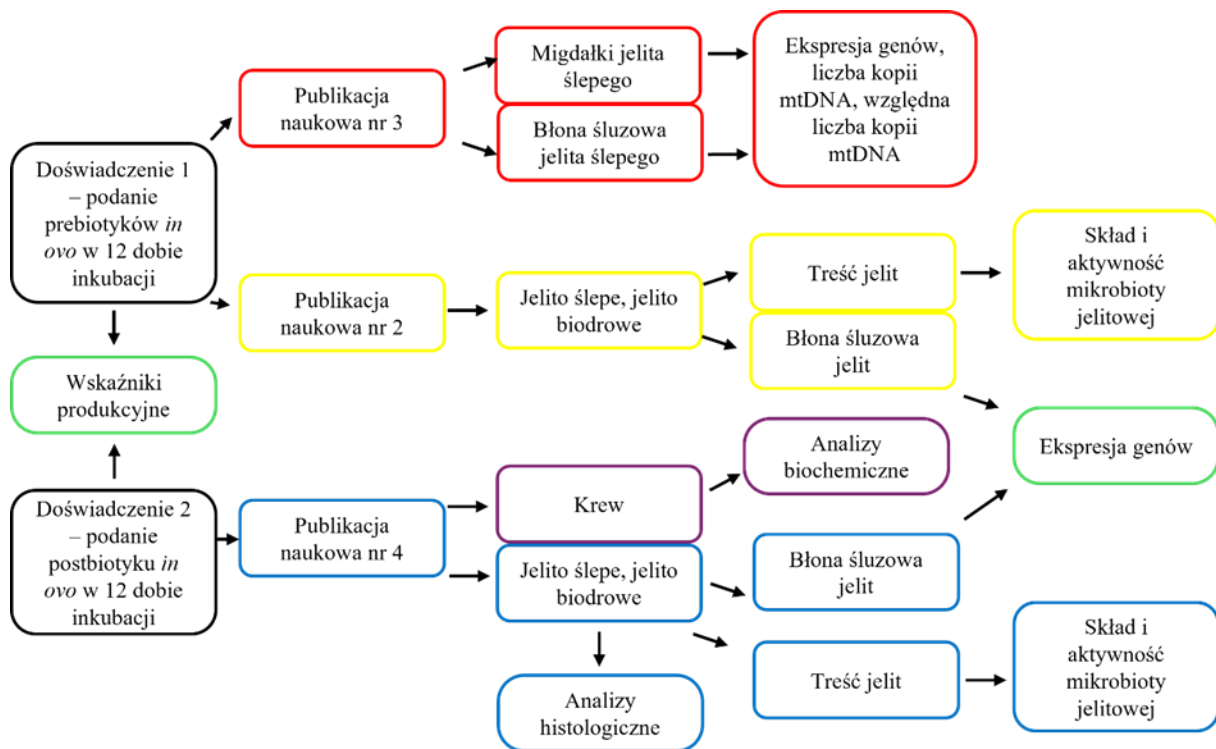 Doświadczenie 1
– podanie
prebiotyków in
ovo w 12 dobie
inkubacji
Publikacja
naukowa nr 3
Migdałki jelita
ślepego
Błona śluzowa
jelita ślepego
Ekspresja genów,
liczba kopii
mtDNA, względna
liczba kopii
mtDNA
Publikacja
naukowa nr 2
Jelito ślepe, jelito
biodrowe
Treść jelit
Błona śluzowa
jelit
Skład i
aktywność
mikrobioty
jelitowej
Wskaźniki
produkcyjne
Ekspresja genów
Doświadczenie 2
– podanie
postbiotyku in
ovo w 12 dobie
inkubacji
Publikacja
naukowa nr 4
Krew
Analizy
biochemiczne
Jelito ślepe, jelito
biodrowe
Błona śluzowa
jelit
Analizy
histologiczne
Treść jelit
Skład i
aktywność
mikrobioty
jelitowej